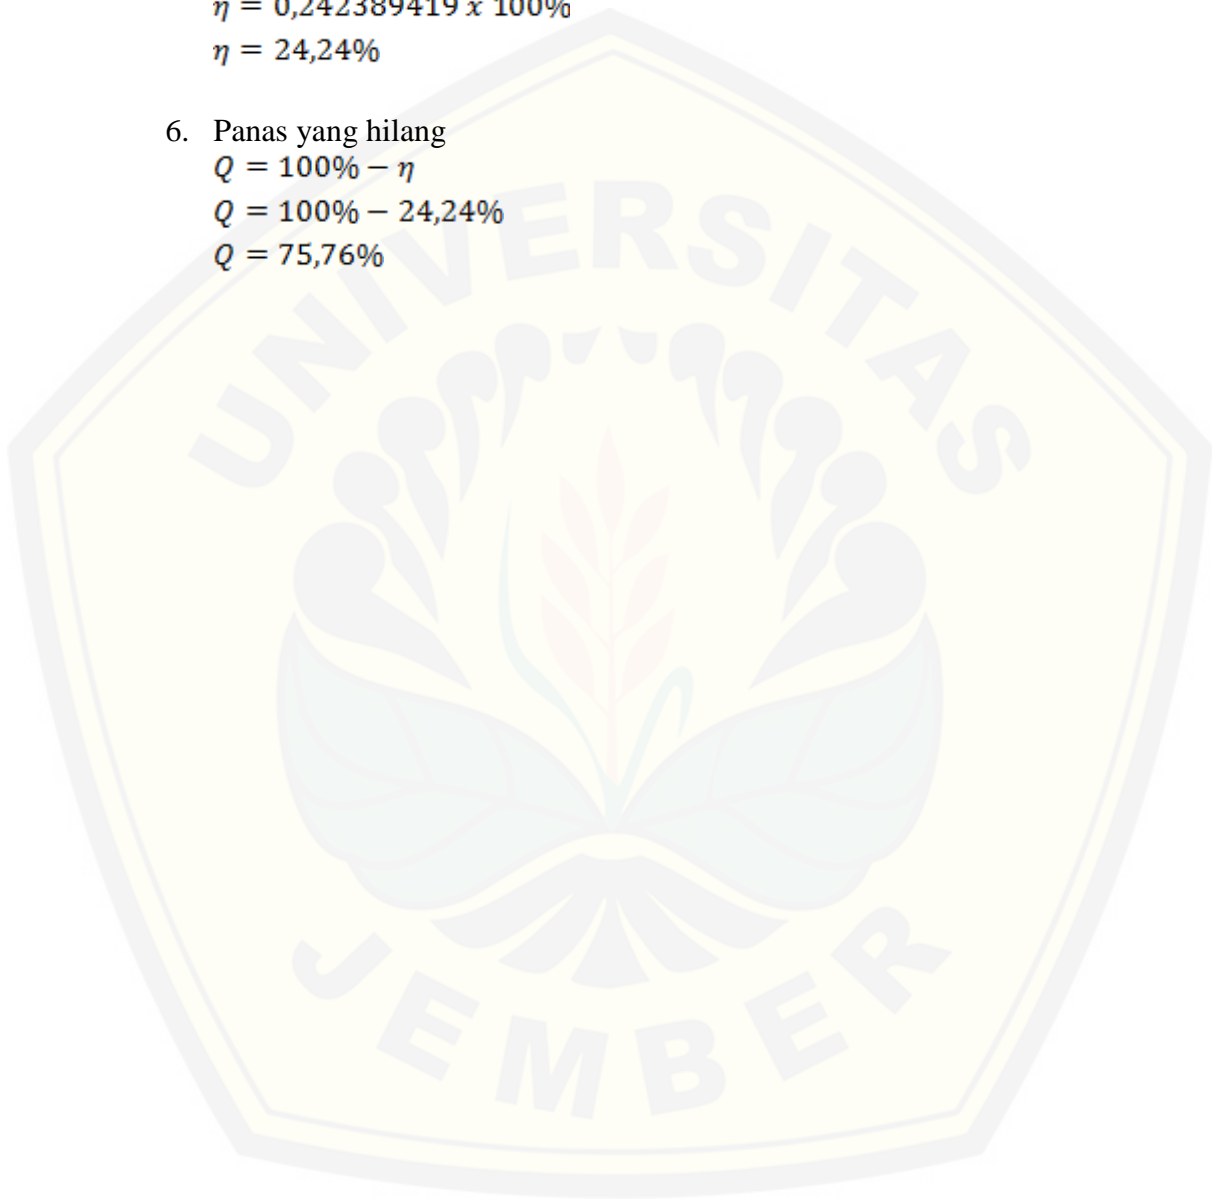 η = 0,242389419 x 100%
η = 24,24%
6. Panas yang hilang
Q = 100% − η
Q = 100% − 24,24%
Q = 75,76%
UNIVERSITAS
JEMBER